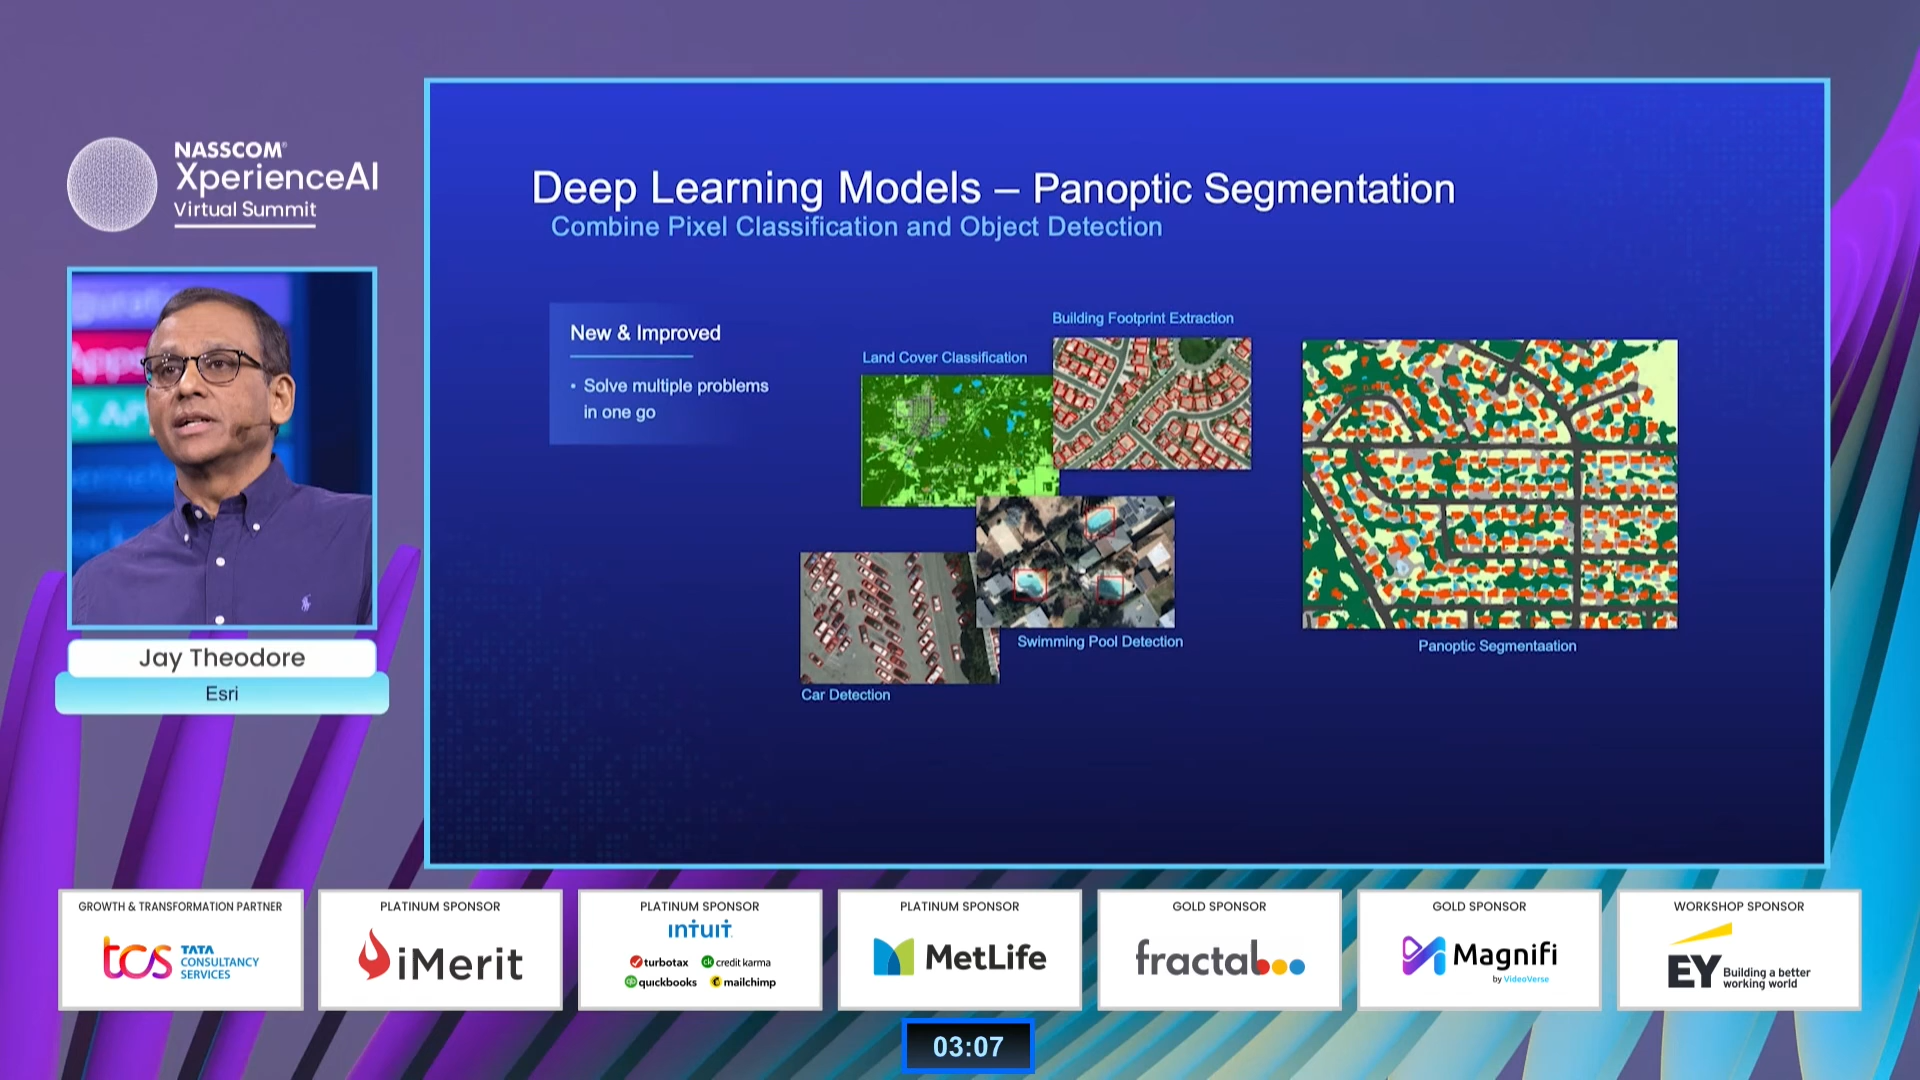 NASSCOM®
XperienceAI
Virtual Summit
Jay Theodore
Esri
Deep Learning Models – Panoptic Segmentation
Combine Pixel Classification and Object Detection
New & Improved
• Solve multiple problems
in one go
Land Cover Classification
Building Footprint Extraction
Swimming Pool Detection
Car Detection
Panoptic Segmentaation
GROWTH & TRANSFORMATION PARTNER
tcs TATA
CONSULTANCY
SERVICES
PLATINUM SPONSOR
iMerit
PLATINUM SPONSOR
INTUIT
turbotax creditkarma
quickbooks mailchimp
PLATINUM SPONSOR
MetLife
GOLD SPONSOR
fractal
GOLD SPONSOR
Magnifi
by VideoVerse
WORKSHOP SPONSOR
EY Building a better
working world
03:07